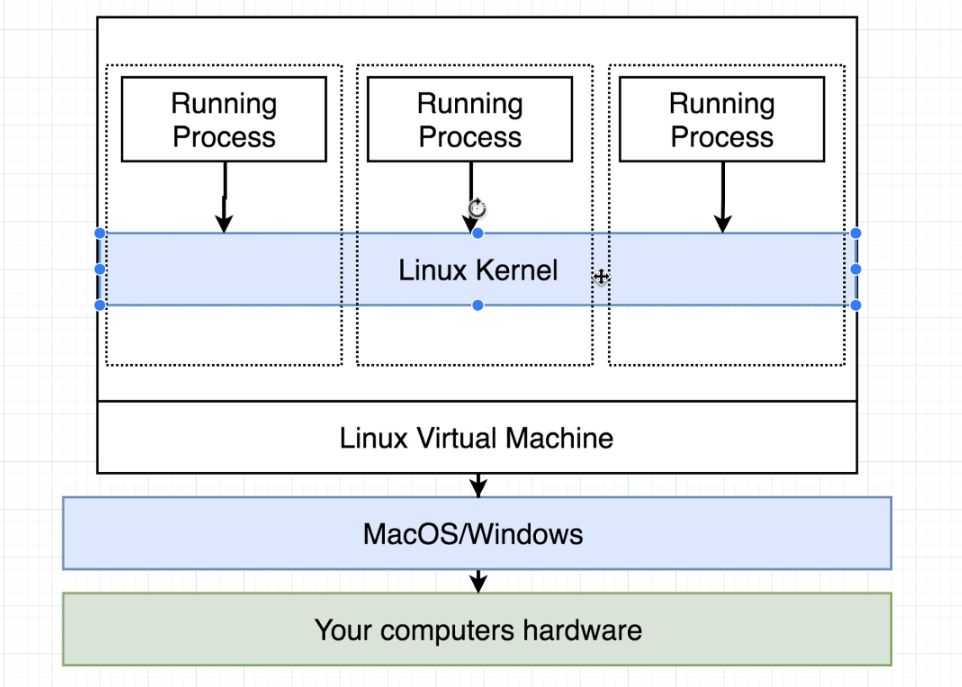 Running
Process
Running
Process
Running
Process
Linux Kernel
Linux Virtual Machine
MacOS/Windows
Your computers hardware